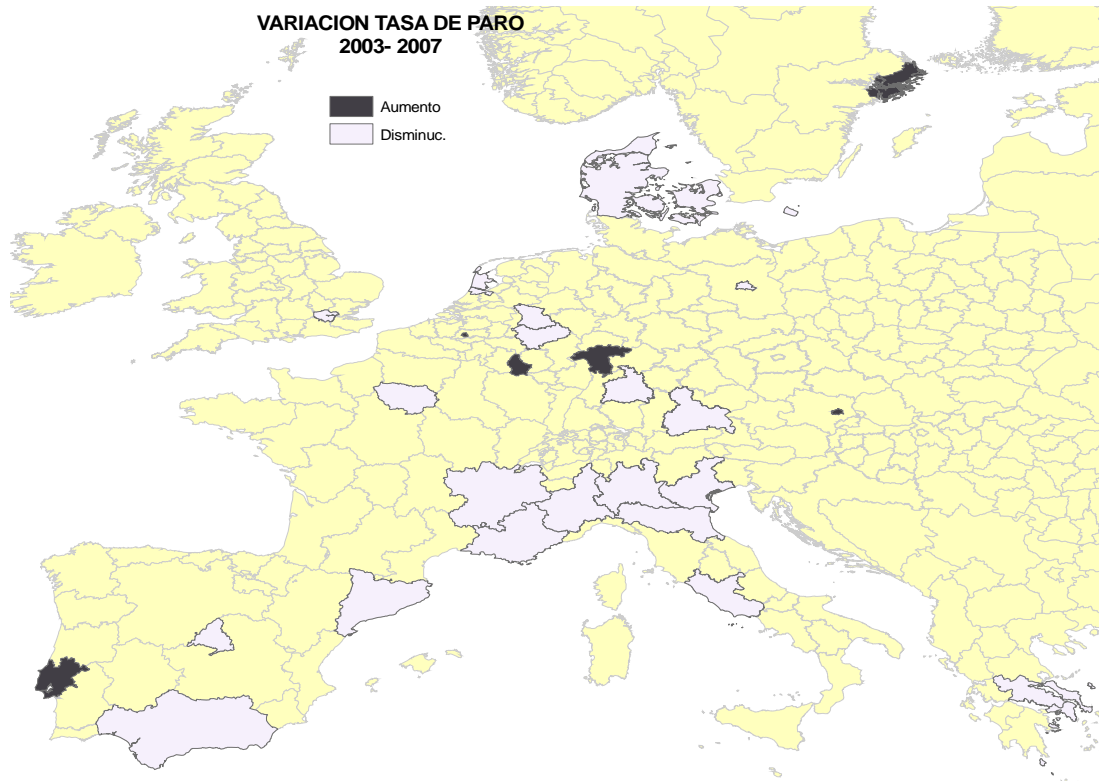 VARIACION TASA DE PARO
2003- 2007
Aumento
Disminuc.